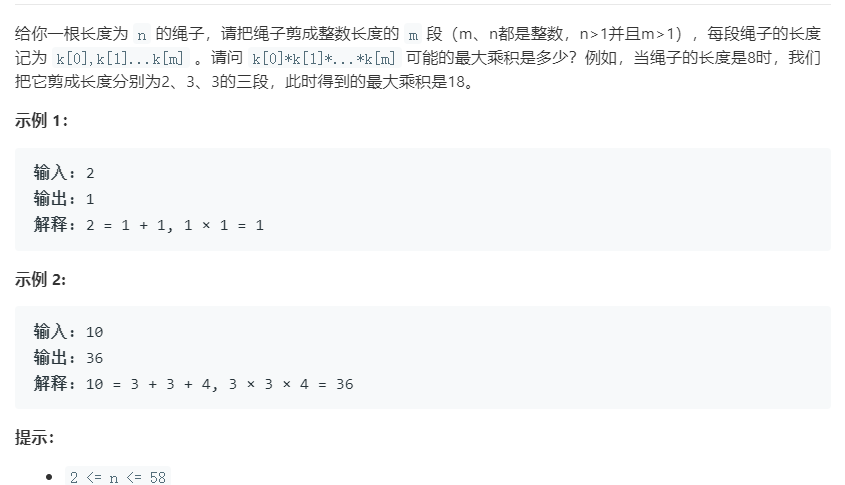 给你一根长度为 n 的绳子，请把绳子剪成整数长度的 m 段（m、n都是整数，n>1并且m>1），每段绳子的长度
记为 k[0],k[1]...k[m] 。请问 k[0]*k[1]*...*k[m] 可能的最大乘积是多少？例如，当绳子的长度是8时，我们
把它剪成长度分别为2、3、3的三段，此时得到的最大乘积是18。
示例 1：
输入：2
输出：1
解释：2 = 1 + 1, 1 × 1 = 1
示例 2:
输入：10
输出：36
解释：10 = 3 + 3 + 4, 3 × 3 × 4 = 36
提示：
• 2 <= n <= 58